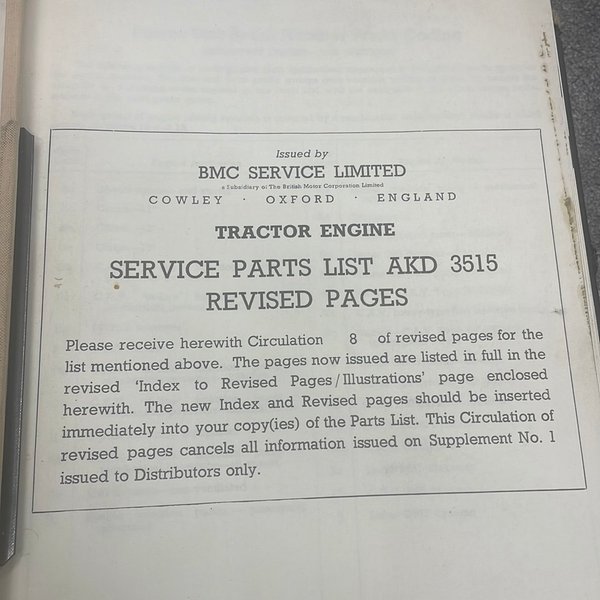 Issued by
BMC SERVICE LIMITED
a Subsidiary of The British Motor Corporation Limited
COWLEY · OXFORD · ENGLAND
TRACTOR ENGINE
SERVICE PARTS LIST AKD 3515
REVISED PAGES
Please receive herewith Circulation 8 of revised pages for the
list mentioned above. The pages now issued are listed in full in the
revised ‘Index to Revised Pages/Illustrations’ page enclosed
herewith. The new Index and Revised pages should be inserted
immediately into your copy(ies) of the Parts List. This Circulation of
revised pages cancels all information issued on Supplement No. 1
issued to Distributors only.